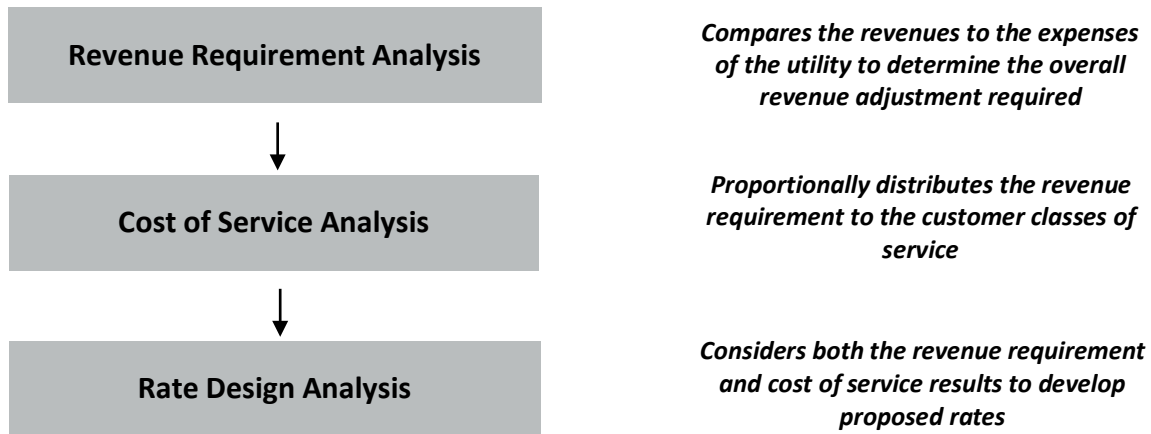 Revenue Requirement Analysis
Compares the revenues to the expenses
of the utility to determine the overall
revenue adjustment required
Cost of Service Analysis
Proportionally distributes the revenue
requirement to the customer classes of
service
Rate Design Analysis
Considers both the revenue requirement
and cost of service results to develop
proposed rates